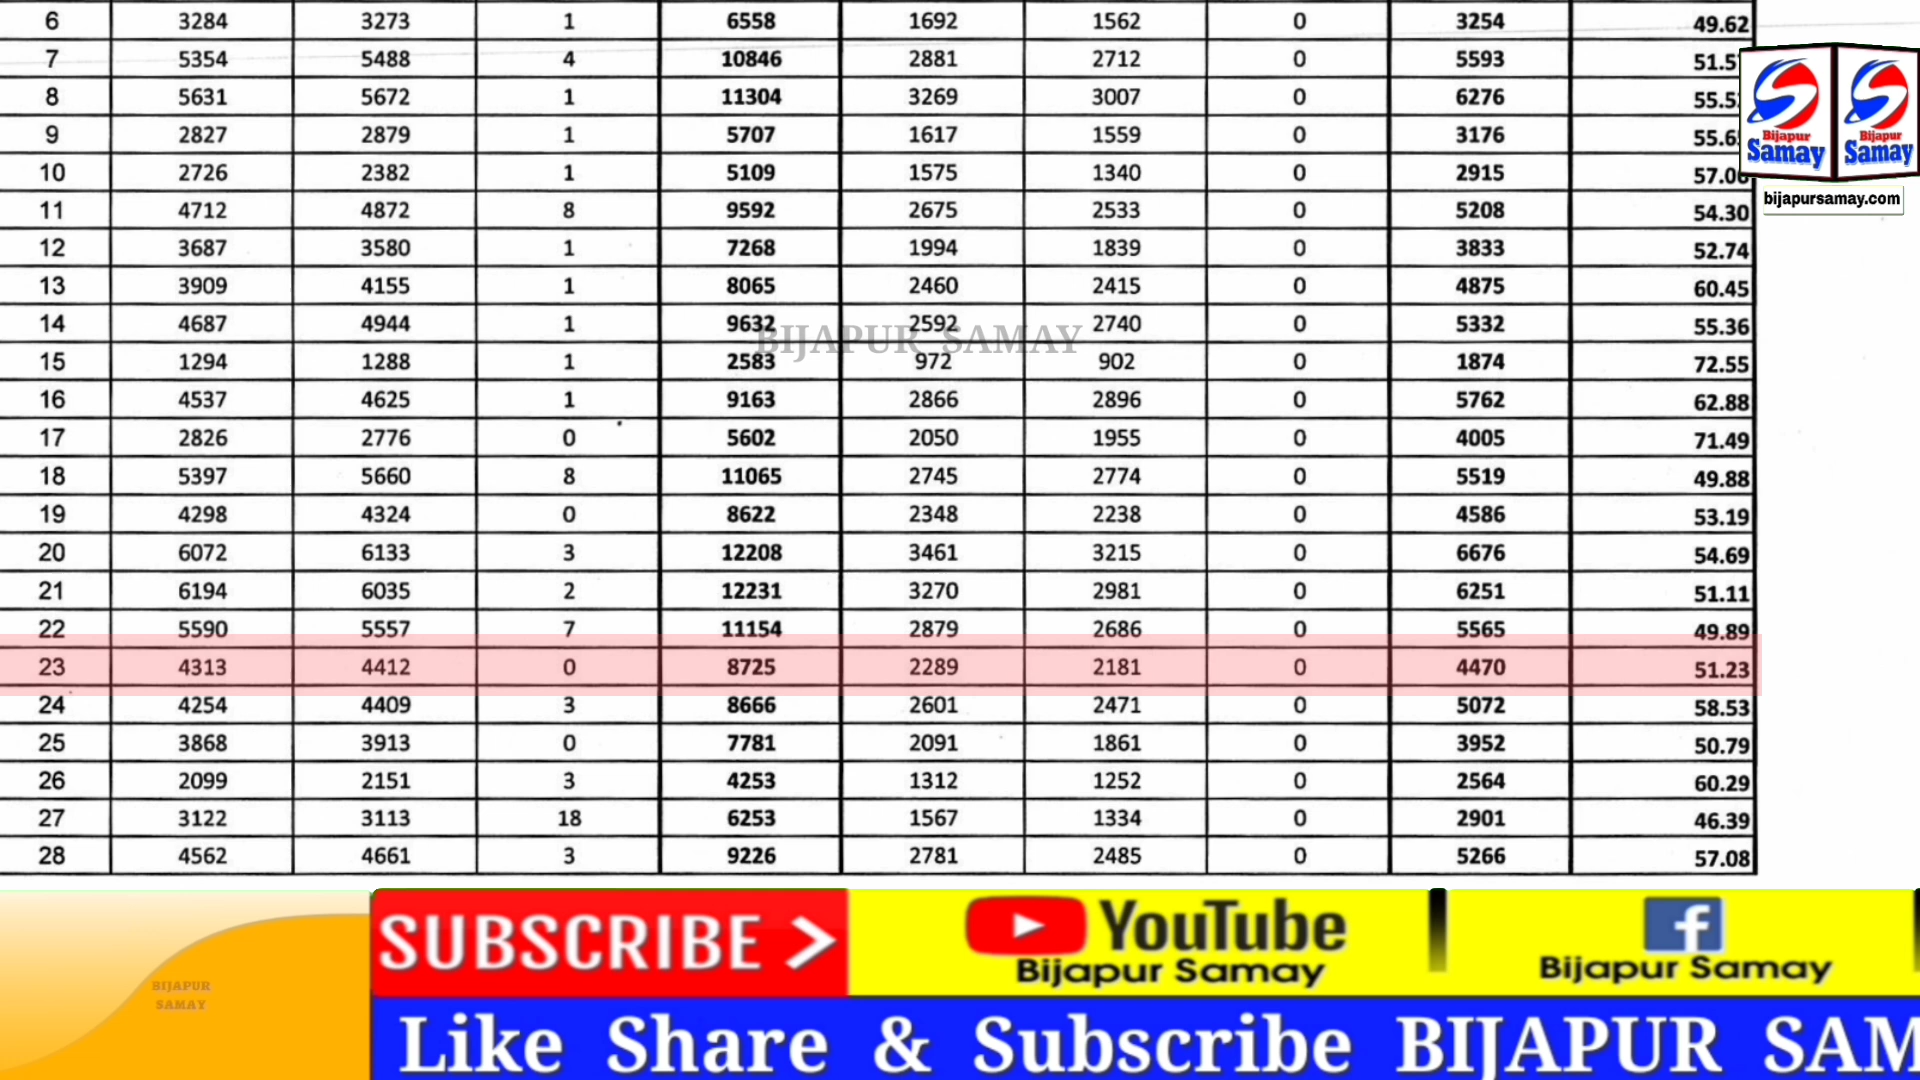 6 3284 3273 1 6558 1692 1562 0 3254 49.62
7 5354 5488 4 10846 2881 2712 0 5593
8 5631 5672 1 11304 3269 3007 0 6276
9 2827 2879 1 5707 1617 1559 0 3176
10 2726 2382 1 5109 1575 1340 0 2915
11 4712 4872 8 9592 2675 2533 0 5208 54.30
12 3687 3580 1 7268 1994 1839 0 3833 52.74
13 3909 4155 1 8065 2460 2415 0 4875 60.45
14 4687 4944 1 9632 2592 2740 0 5332 55.36
15 1294 1288 1 2583 972 902 0 1874 72.55
16 4537 4625 1 9163 2866 2896 0 5762 62.88
17 2826 2776 0 5602 2050 1955 0 4005 71.49
18 5397 5660 8 11065 2745 2774 0 5519 49.88
19 4298 4324 0 8622 2348 2238 0 4586 53.19
20 6072 6133 3 12208 3461 3215 0 6676 54.69
21 6194 6035 2 12231 3270 2981 0 6251 51.11
22 5590 5557 7 11154 2879 2686 0 5565 49.89
23 4313 4412 0 8725 2289 2181 0 4470 51.23
24 4254 4409 3 8666 2601 2471 0 5072 58.53
25 3868 3913 0 7781 2091 1861 0 3952 50.79
26 2099 2151 3 4253 1312 1252 0 2564 60.29
27 3122 3113 18 6253 1567 1334 0 2901 46.39
28 4562 4661 3 9226 2781 2485 0 5266 57.08
Bijapur Bijapur
Samay Samay
bijapursamay.com
BIJAPUR SAMAY
BIJAPUR
SAMAY
SUBSCRIBE >
YouTube
Bijapur Samay
f
Bijapur Samay
Like Share & Subscribe BIJAPUR SAM